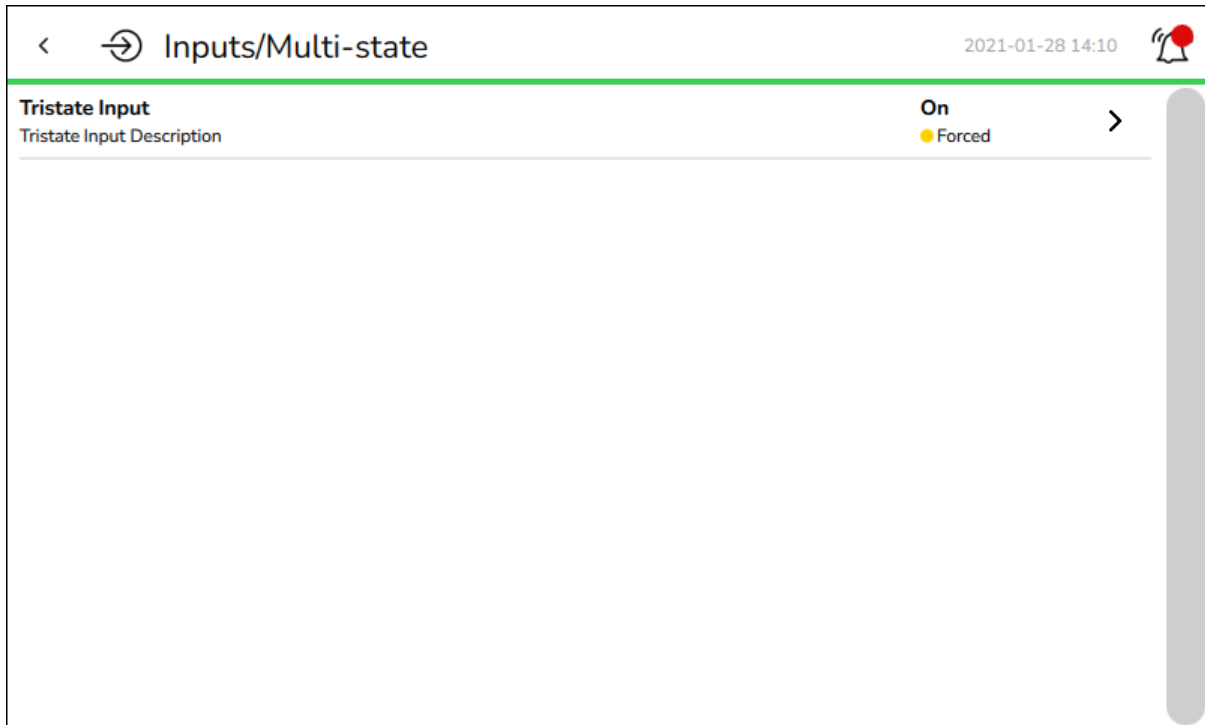 Inputs/Multi-state
2021-01-28 14:10
Tristate Input
On
Tristate Input Description
Forced